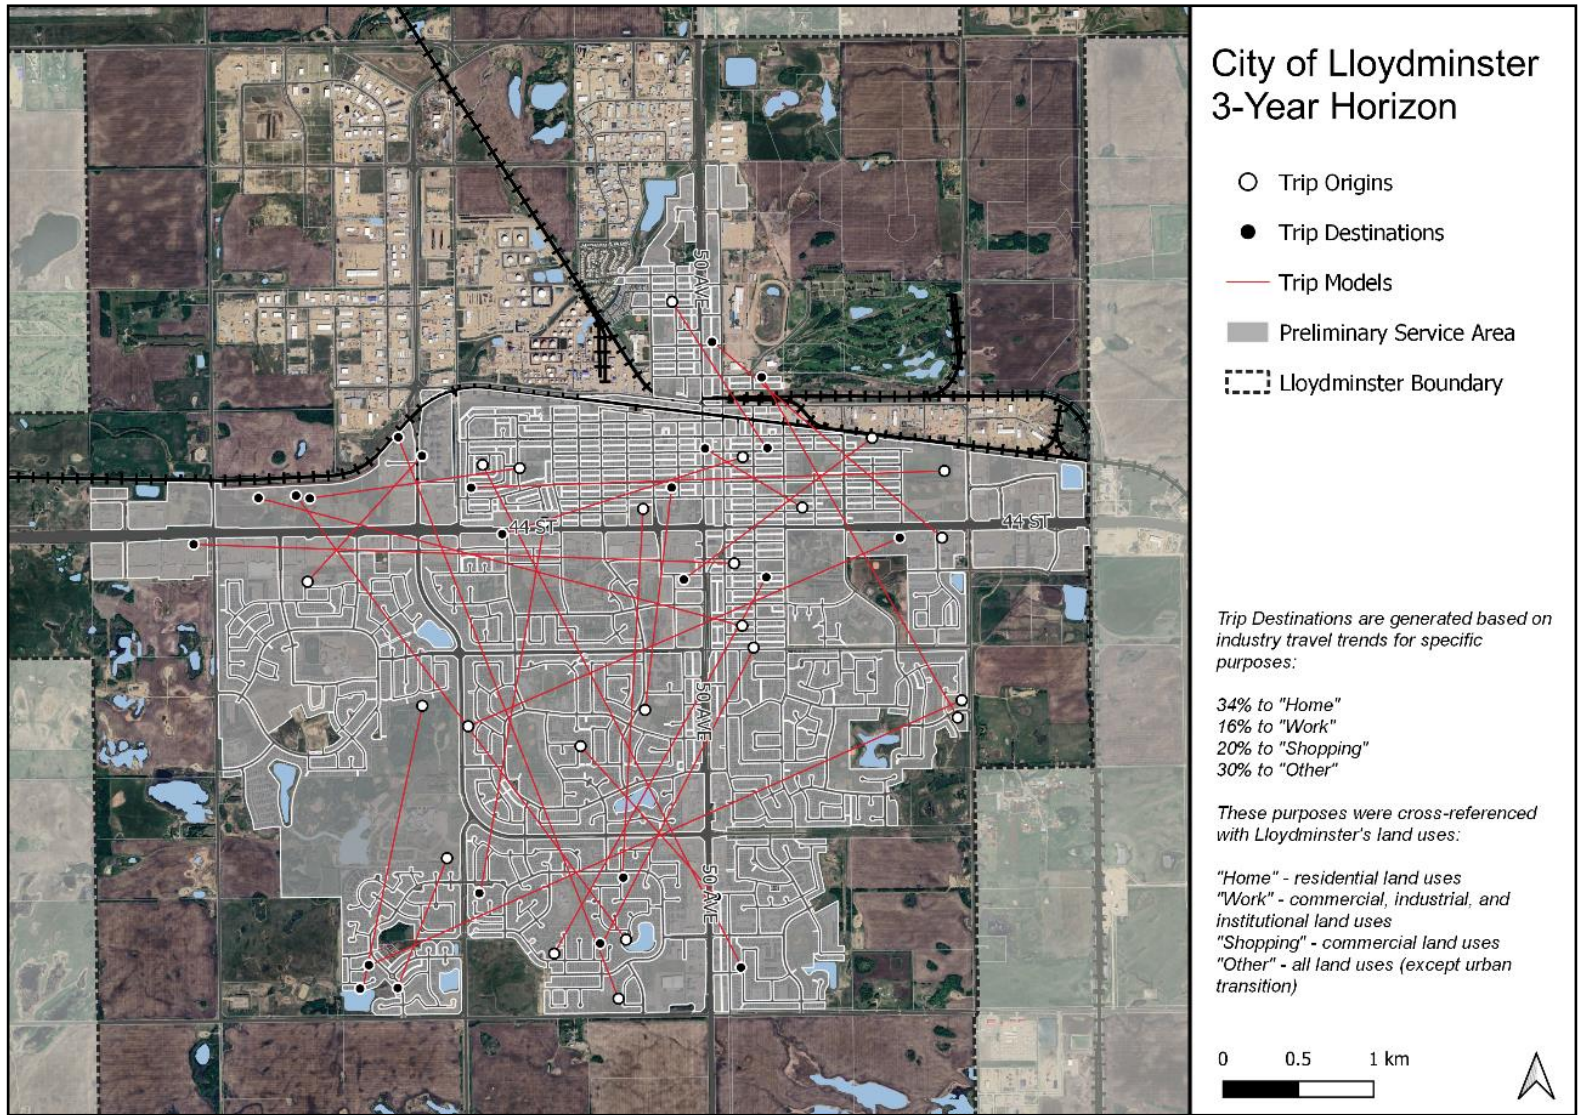 City of Lloydminster
3-Year Horizon
Trip Origins
Trip Destinations
Trip Models
Preliminary Service Area
Lloydminster Boundary
50 AVE
44 ST
44 ST
50 AVE
50 AVE
Trip Destinations are generated based on
industry travel trends for specific
purposes:
34% to "Home"
16% to "Work"
20% to "Shopping"
30% to "Other"
These purposes were cross-referenced
with Lloydminster's land uses:
"Home" - residential land uses
"Work" - commercial, industrial, and
institutional land uses
"Shopping" - commercial land uses
"Other" - all land uses (except urban
transition)
0 0.5 1 km